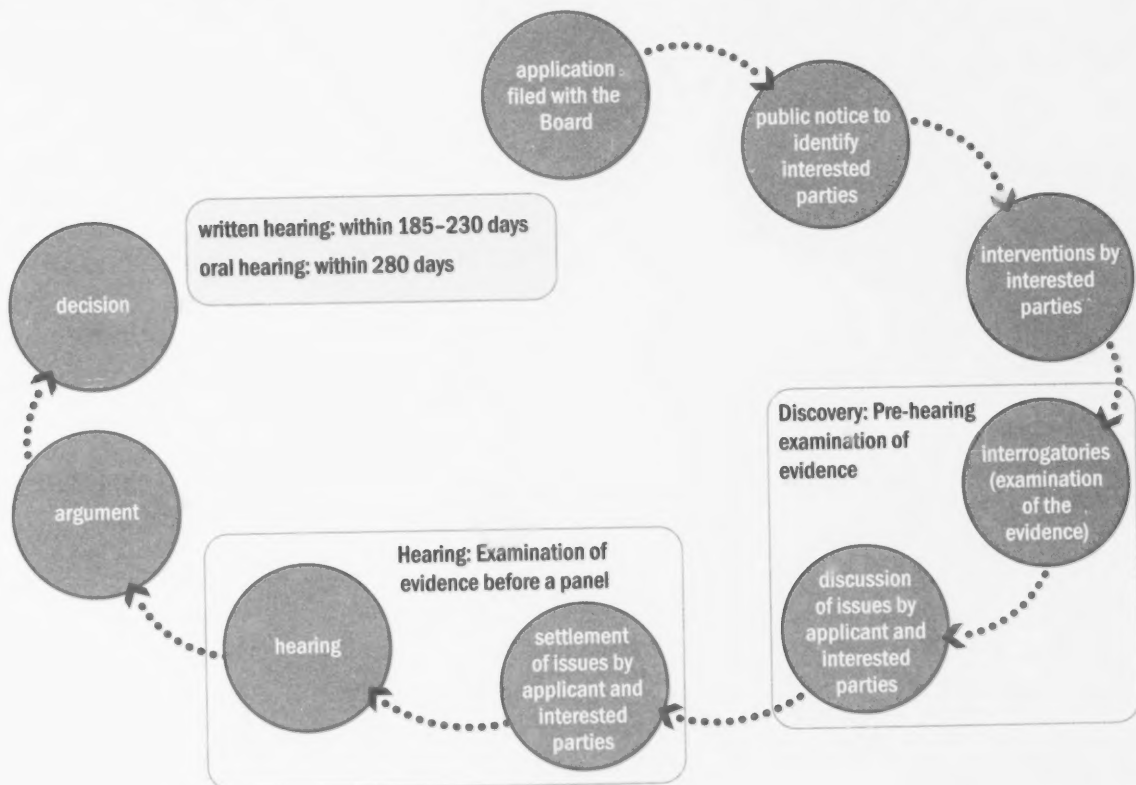 application
filed with the
Board
public notice to
identify
interested
parties
interventions by
interested
parties
Discovery: Pre-hearing
examination of
evidence
interrogatories
(examination
of the
evidence)
discussion
of issues by
applicant and
interested
parties
Hearing: Examination of
evidence before a panel
settlement
of issues by
applicant and
interested
parties
hearing
argument
decision
written hearing: within 185–230 days
oral hearing: within 280 days